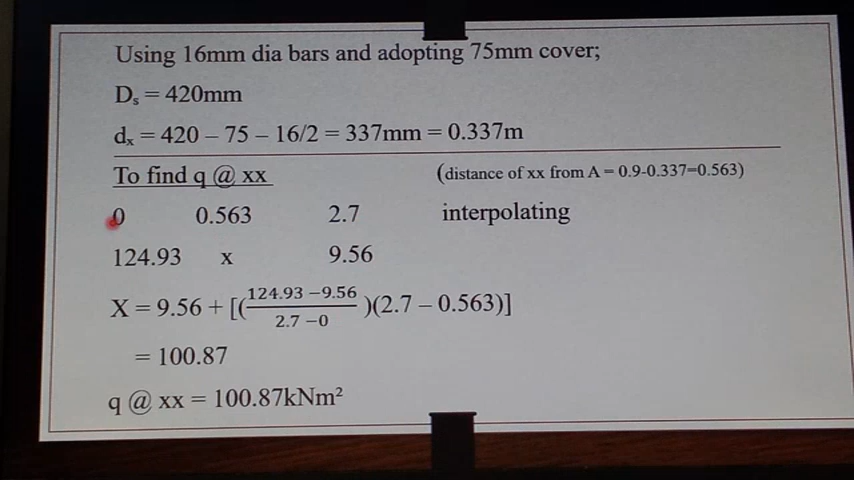 Using 16mm dia bars and adopting 75mm cover;
Dₛ = 420mm
dₓ = 420 – 75 – 16/2 = 337mm = 0.337m
To find q @ xx (distance of xx from A = 0.9-0.337=0.563)
0 0.563 2.7 interpolating
124.93 x 9.56
X = 9.56 + [(124.93 –9.56 / 2.7 –0)(2.7 – 0.563)]
= 100.87
q @ xx = 100.87kNm²